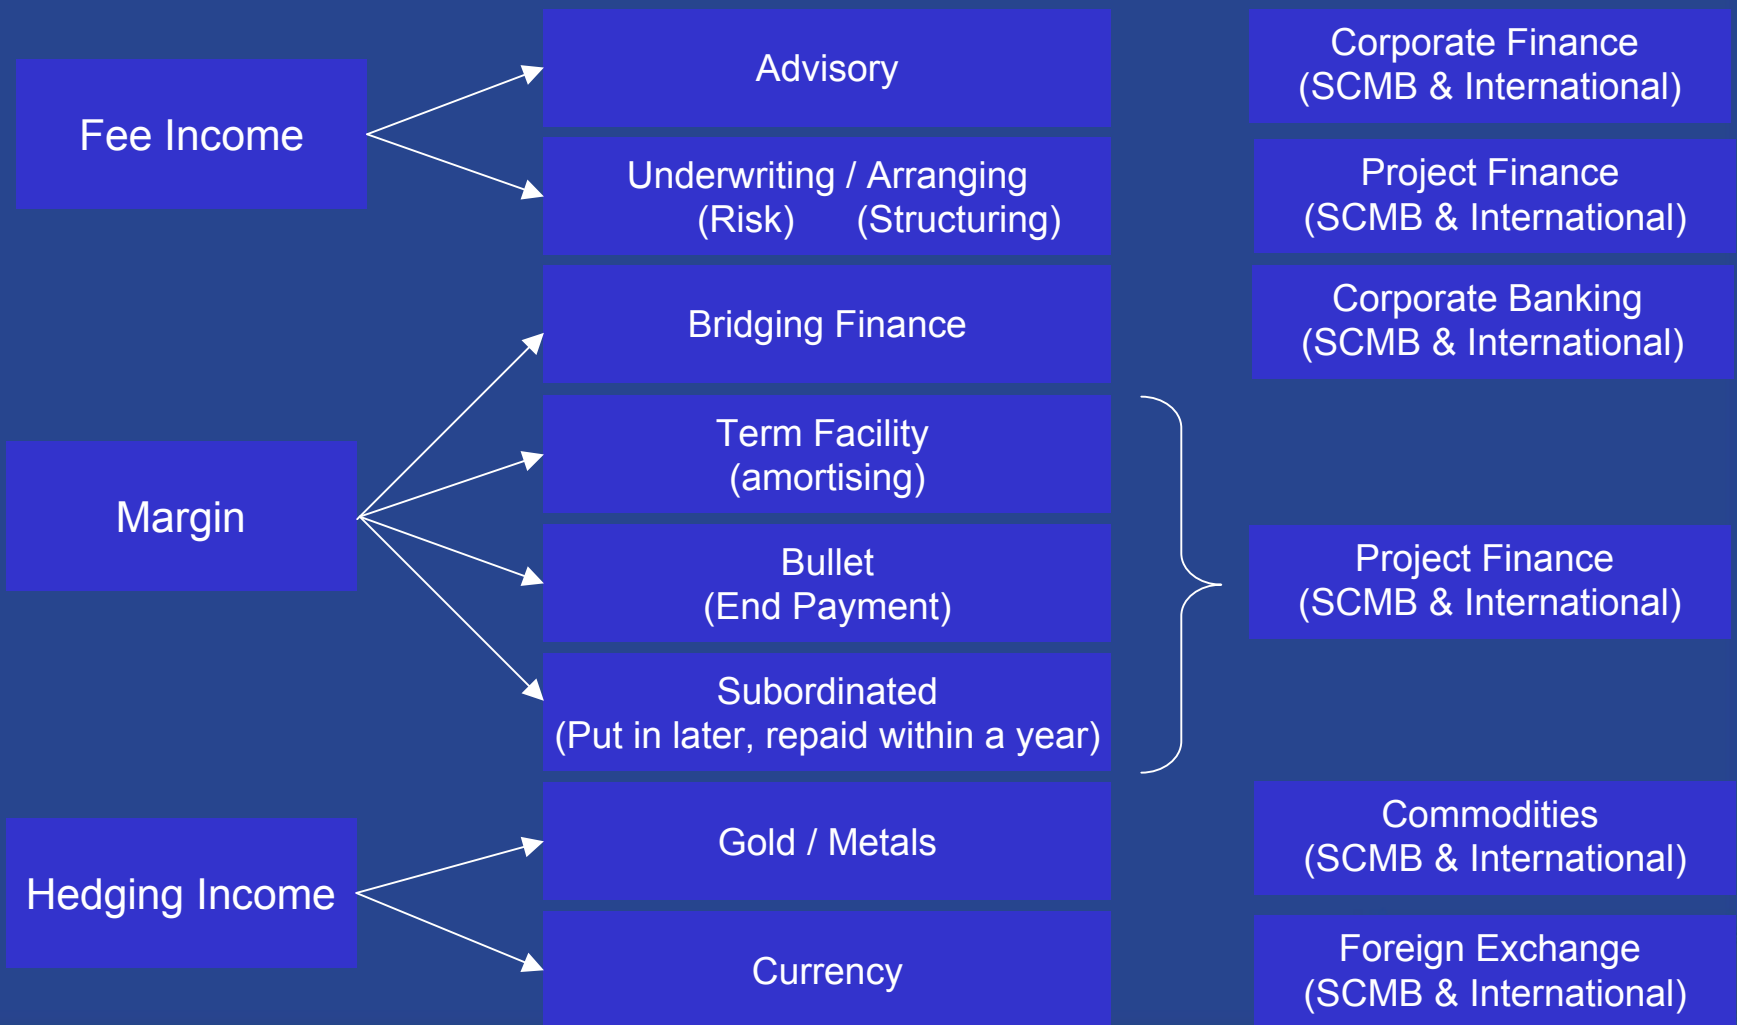 Fee Income
Advisory
Corporate Finance
(SCMB & International)
Underwriting / Arranging
(Risk) (Structuring)
Project Finance
(SCMB & International)
Margin
Bridging Finance
Corporate Banking
(SCMB & International)
Term Facility
(amortising)
Bullet
(End Payment)
Subordinated
(Put in later, repaid within a year)
Project Finance
(SCMB & International)
Hedging Income
Gold / Metals
Commodities
(SCMB & International)
Currency
Foreign Exchange
(SCMB & International)